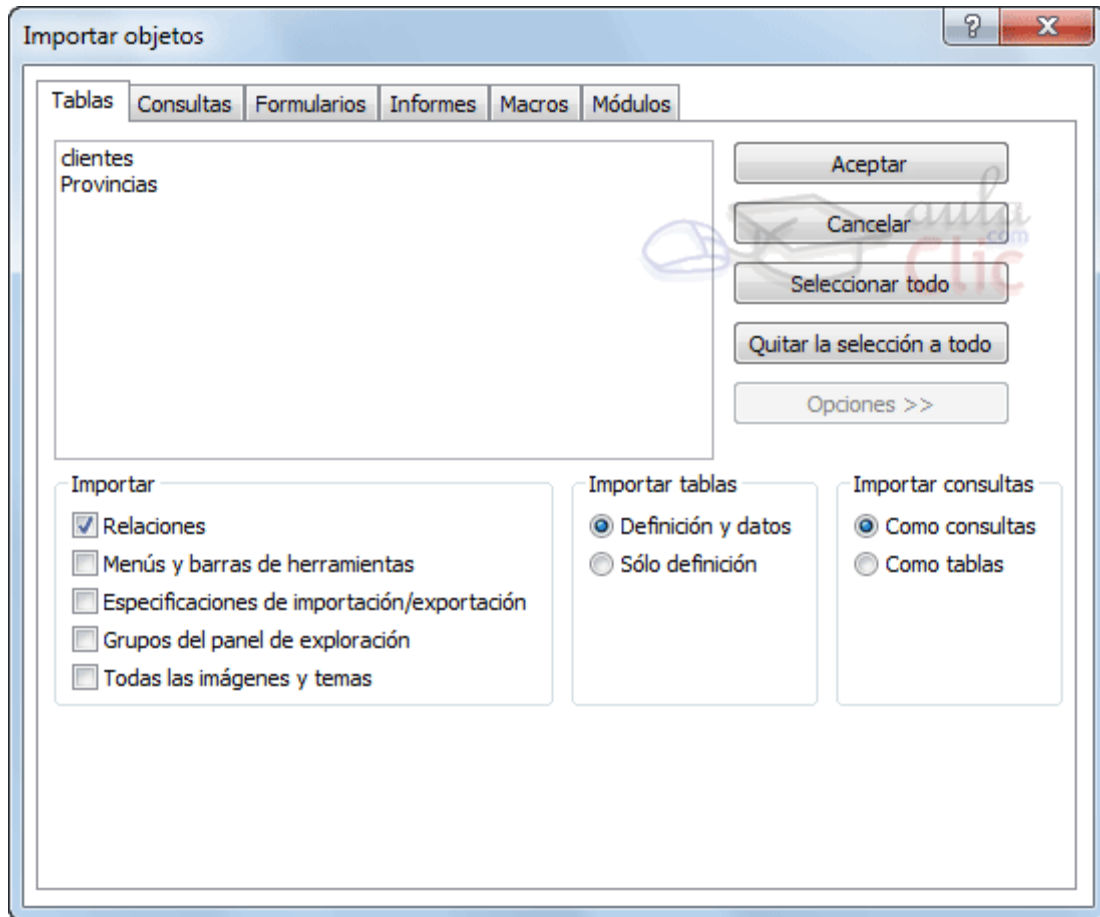 Importar objetos
Tablas Consultas Formularios Informes Macros Módulos
clientes
Provincias
Aceptar
Cancelar
Seleccionar todo
Quitar la selección a todo
Opciones >>
aula
.com
Clic
Importar
Relaciones
Menús y barras de herramientas
Especificaciones de importación/exportación
Grupos del panel de exploración
Todas las imágenes y temas
Importar tablas
Definición y datos
Sólo definición
Importar consultas
Como consultas
Como tablas